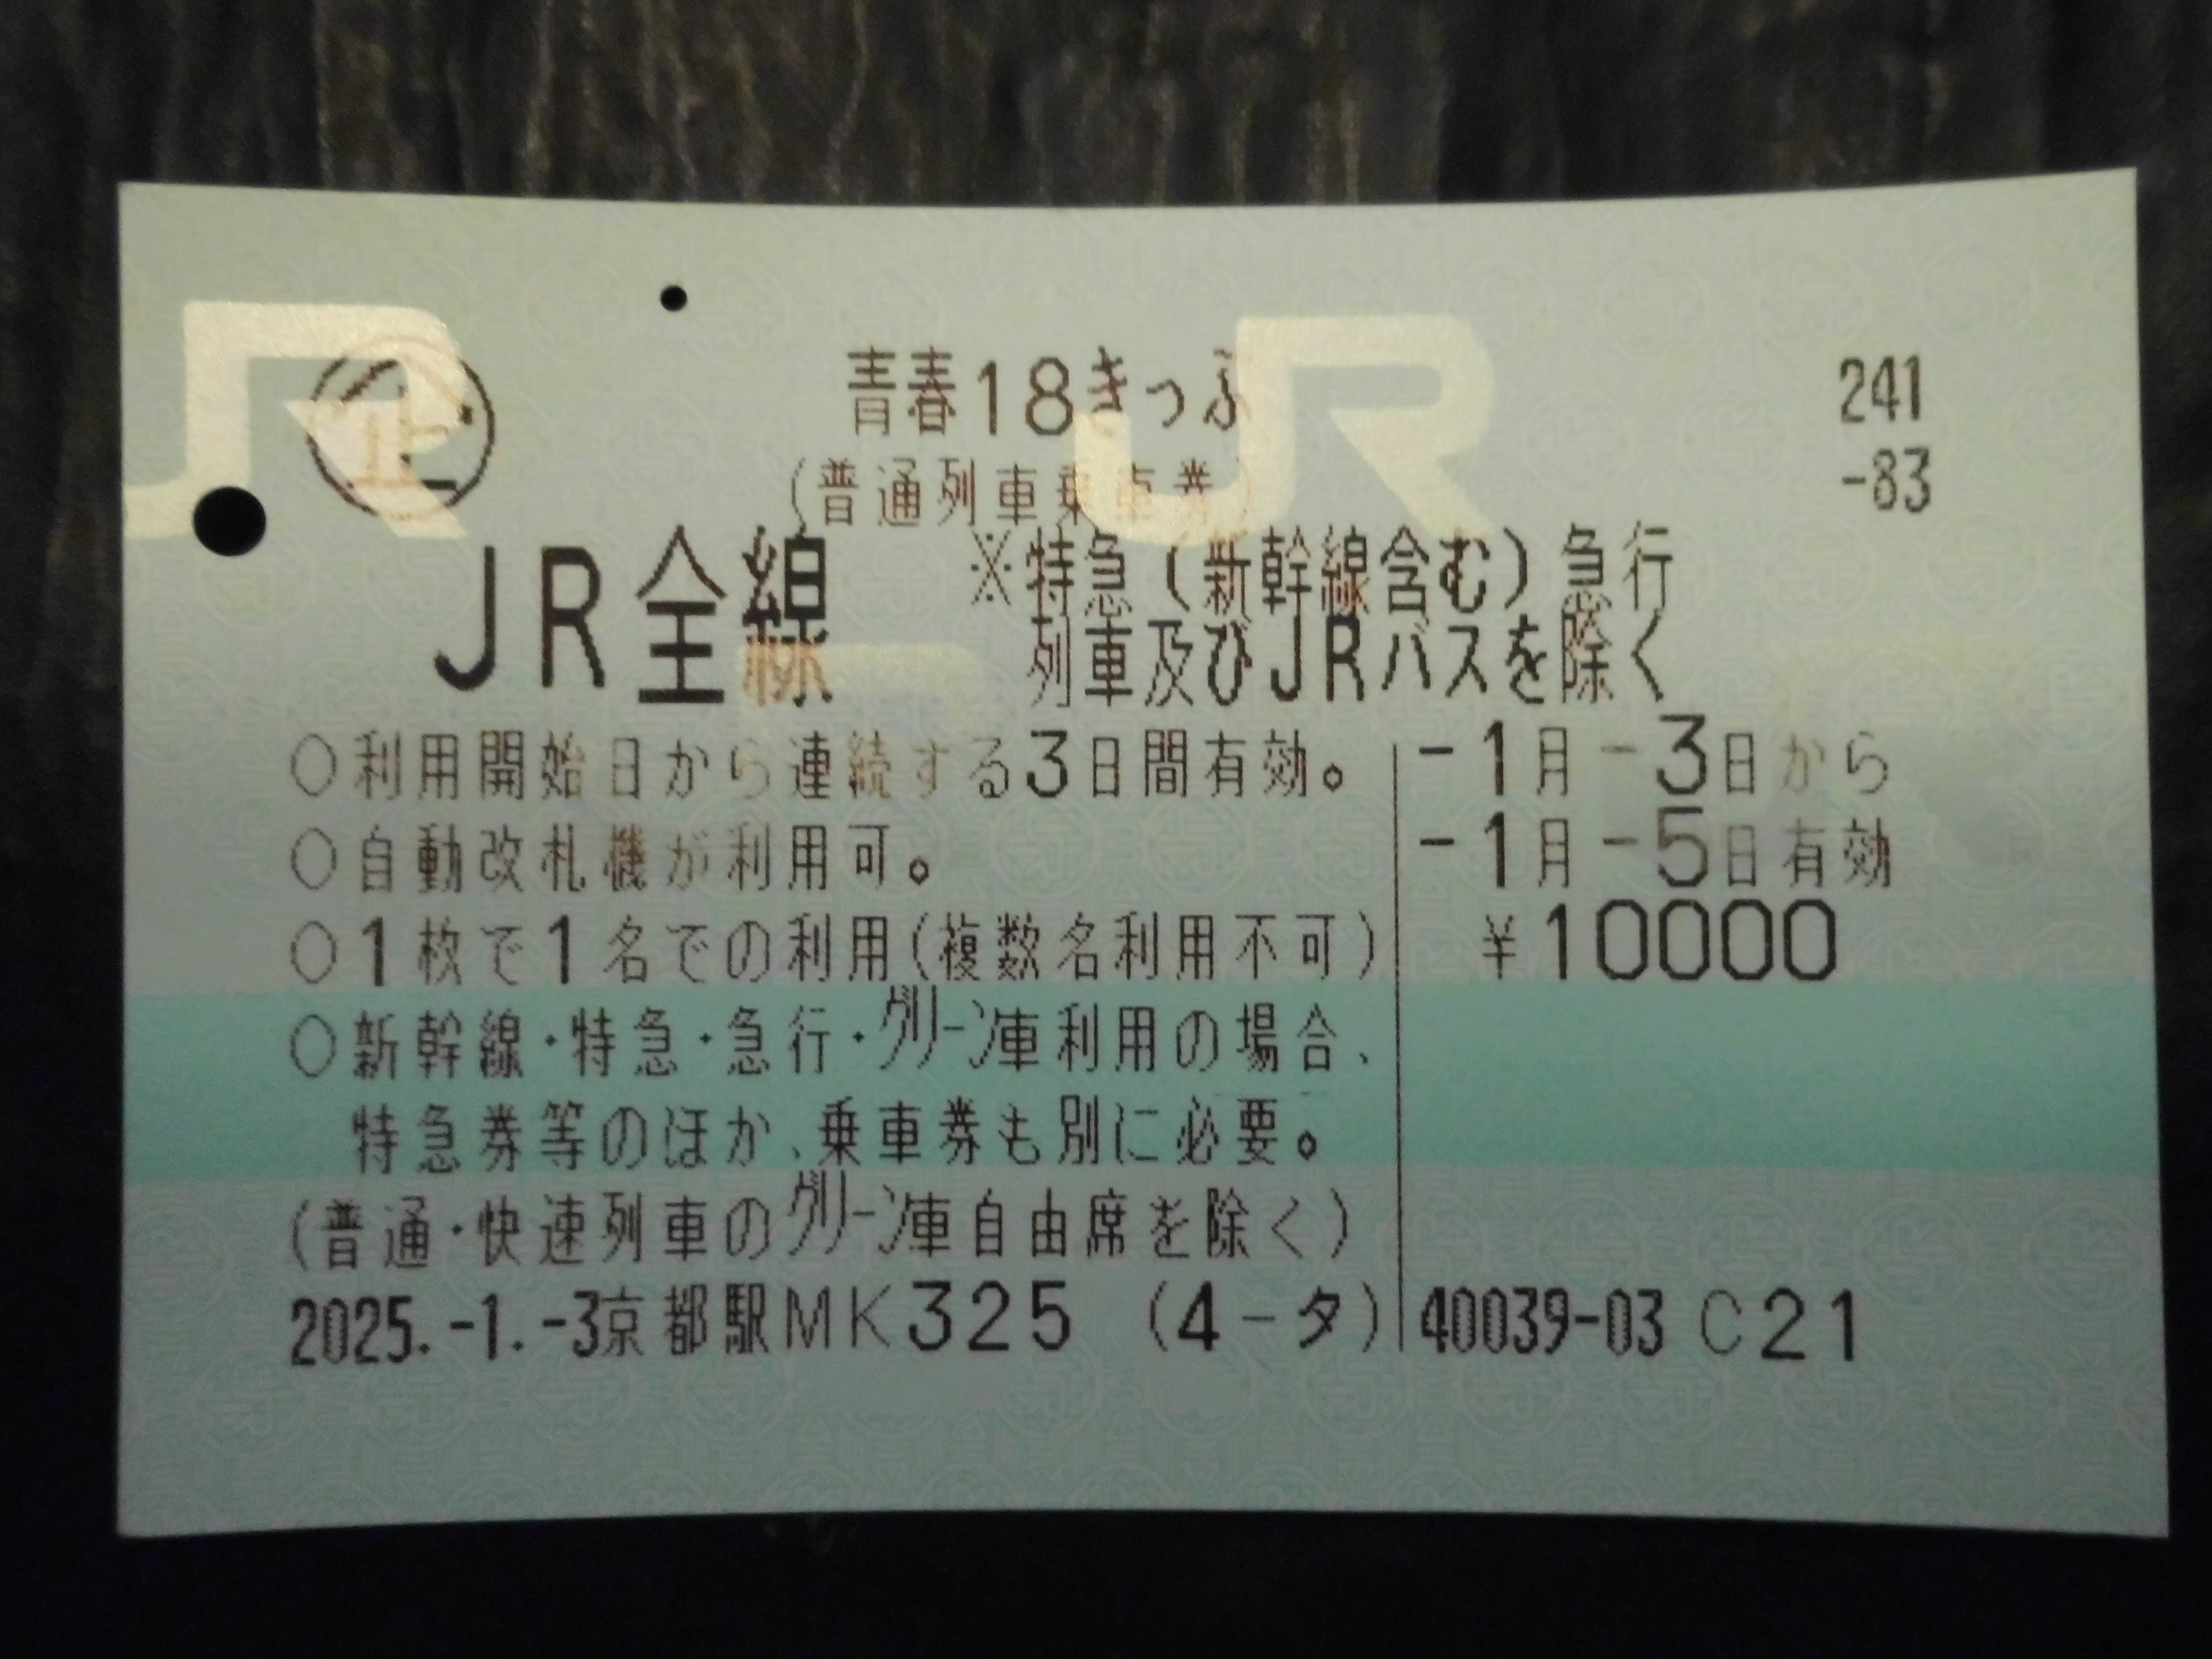 企
青春18きっぷ
241
(普通列車乗車券)
-83
JR全線
※特急(新幹線含む)急行
列車及びJRバスを除く
○利用開始日から連続する3日間有効。
-1月-3日から
○自動改札機が利用可。
-1月-5日有効
○1枚で1名での利用(複数名利用不可)
¥10000
○新幹線・特急・急行・グリーン車利用の場合、
特急券等のほか、乗車券も別に必要。
(普通・快速列車のグリーン車自由席を除く)
2025.-1.-3京都駅MK325 (4-タ)
40039-03 C21
JR
JR